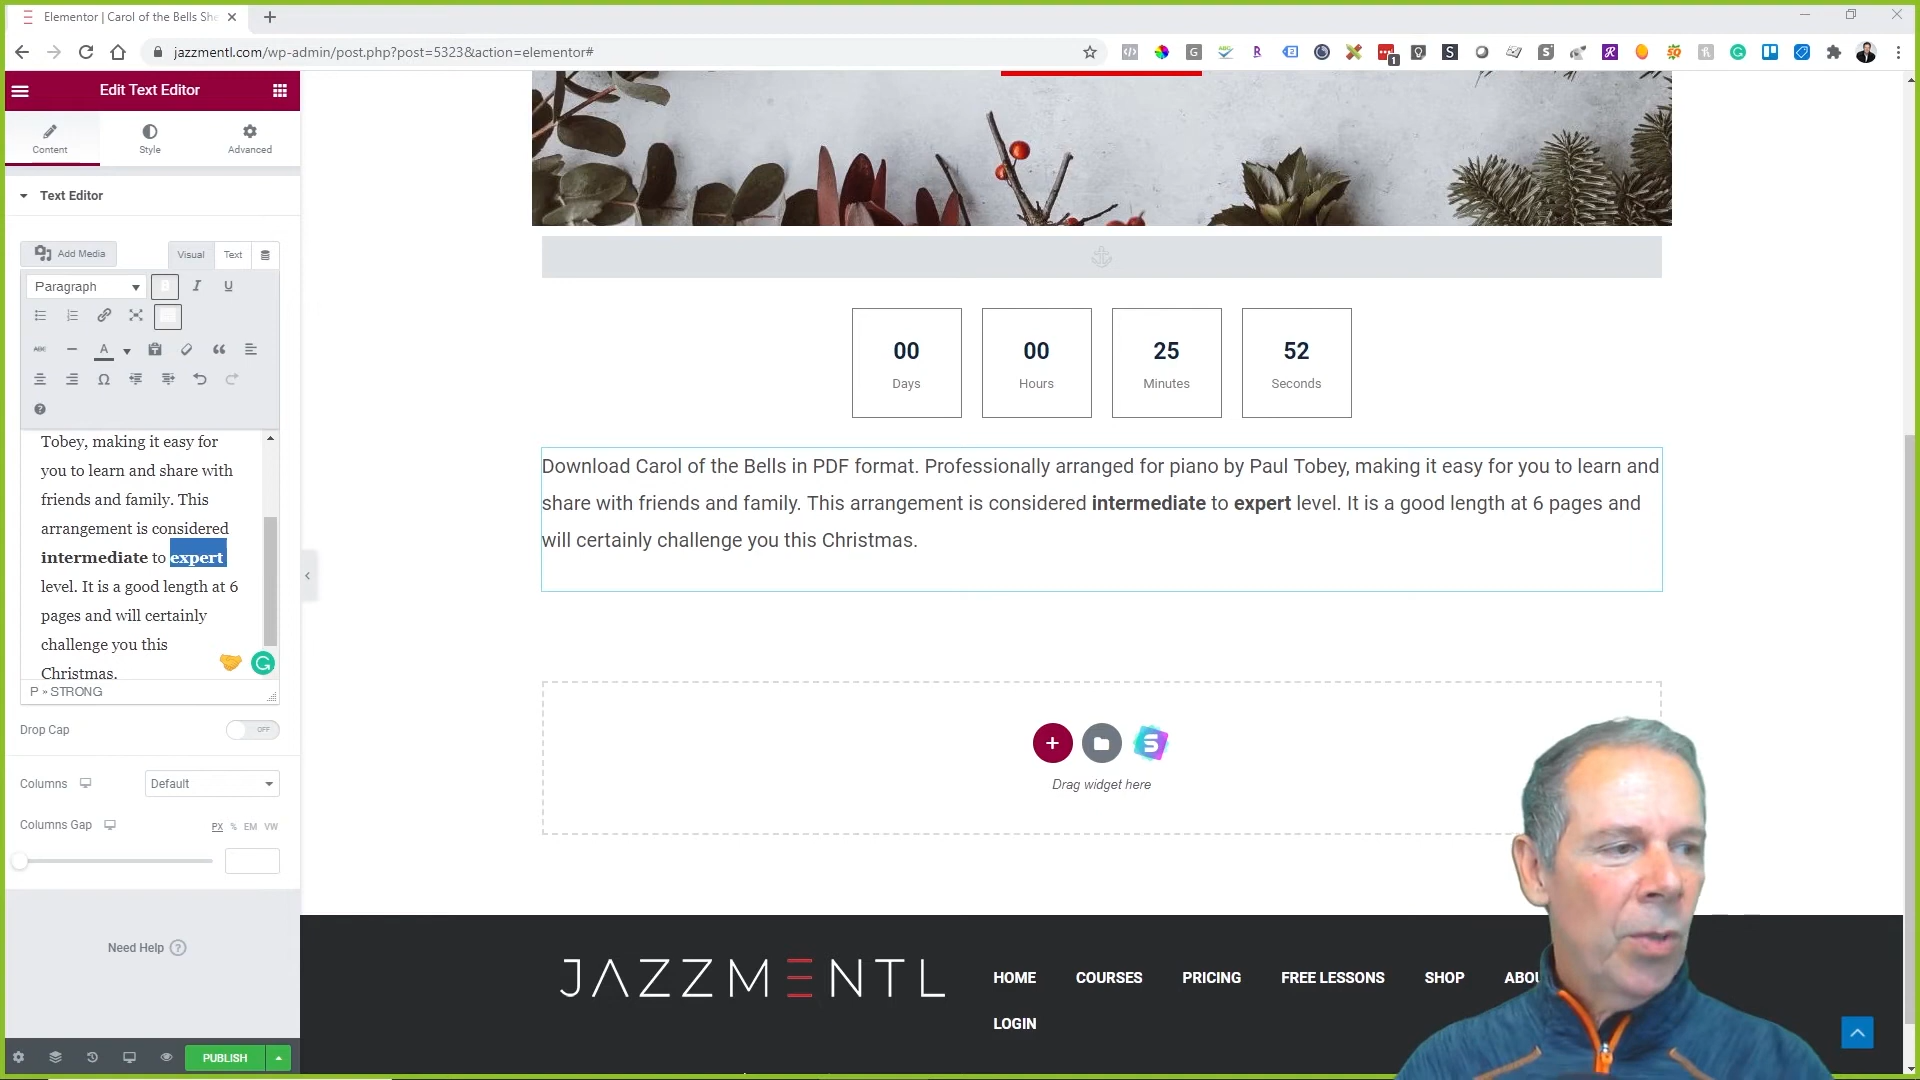 Elementor | Carol of the Bells She
jazzmentl.com/wp-admin/post.php?post=5323&action=elementor#
1
Edit Text Editor
Content
Style
Advanced
Text Editor
Add Media
Visual
Text
Paragraph
B
I
U
ABC
A
Ω
Tobey, making it easy for
you to learn and share with
friends and family. This
arrangement is considered
intermediate to expert
level. It is a good length at 6
pages and will certainly
challenge you this
Christmas.
P » STRONG
Drop Cap
OFF
Columns
Default
Columns Gap
PX % EM VW
Need Help
PUBLISH
00
Days
00
Hours
25
Minutes
52
Seconds
Download Carol of the Bells in PDF format. Professionally arranged for piano by Paul Tobey, making it easy for you to learn and
share with friends and family. This arrangement is considered intermediate to expert level. It is a good length at 6 pages and
will certainly challenge you this Christmas.
Drag widget here
JAZZMENTL
HOME
COURSES
PRICING
FREE LESSONS
SHOP
ABOU
LOGIN